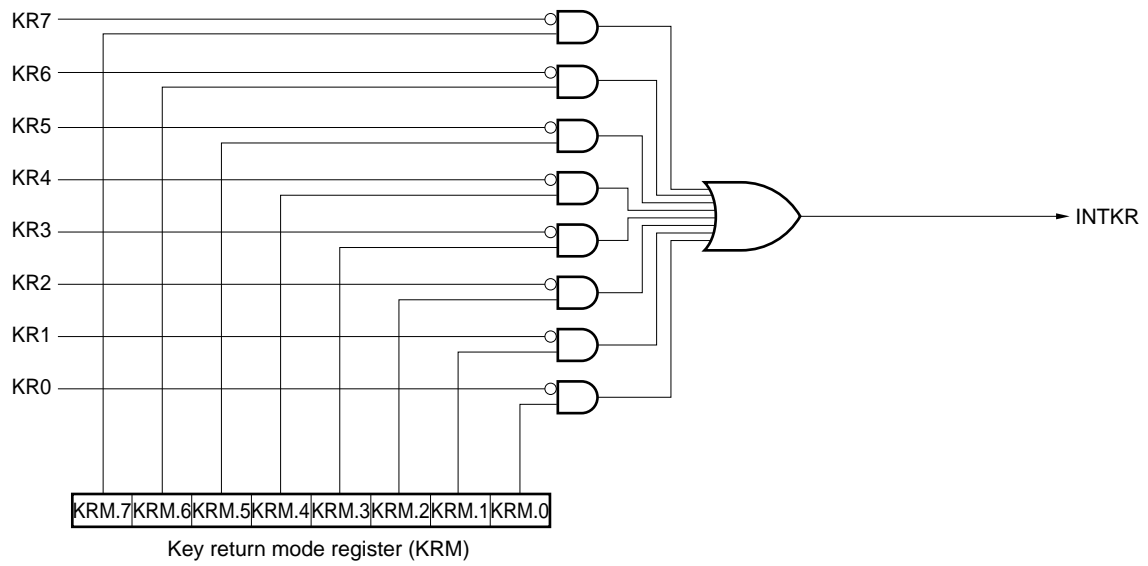 KR7
KR6
KR5
KR4
KR3
KR2
KR1
KR0
INTKR
KRM.7 KRM.6 KRM.5 KRM.4 KRM.3 KRM.2 KRM.1 KRM.0
Key return mode register (KRM)